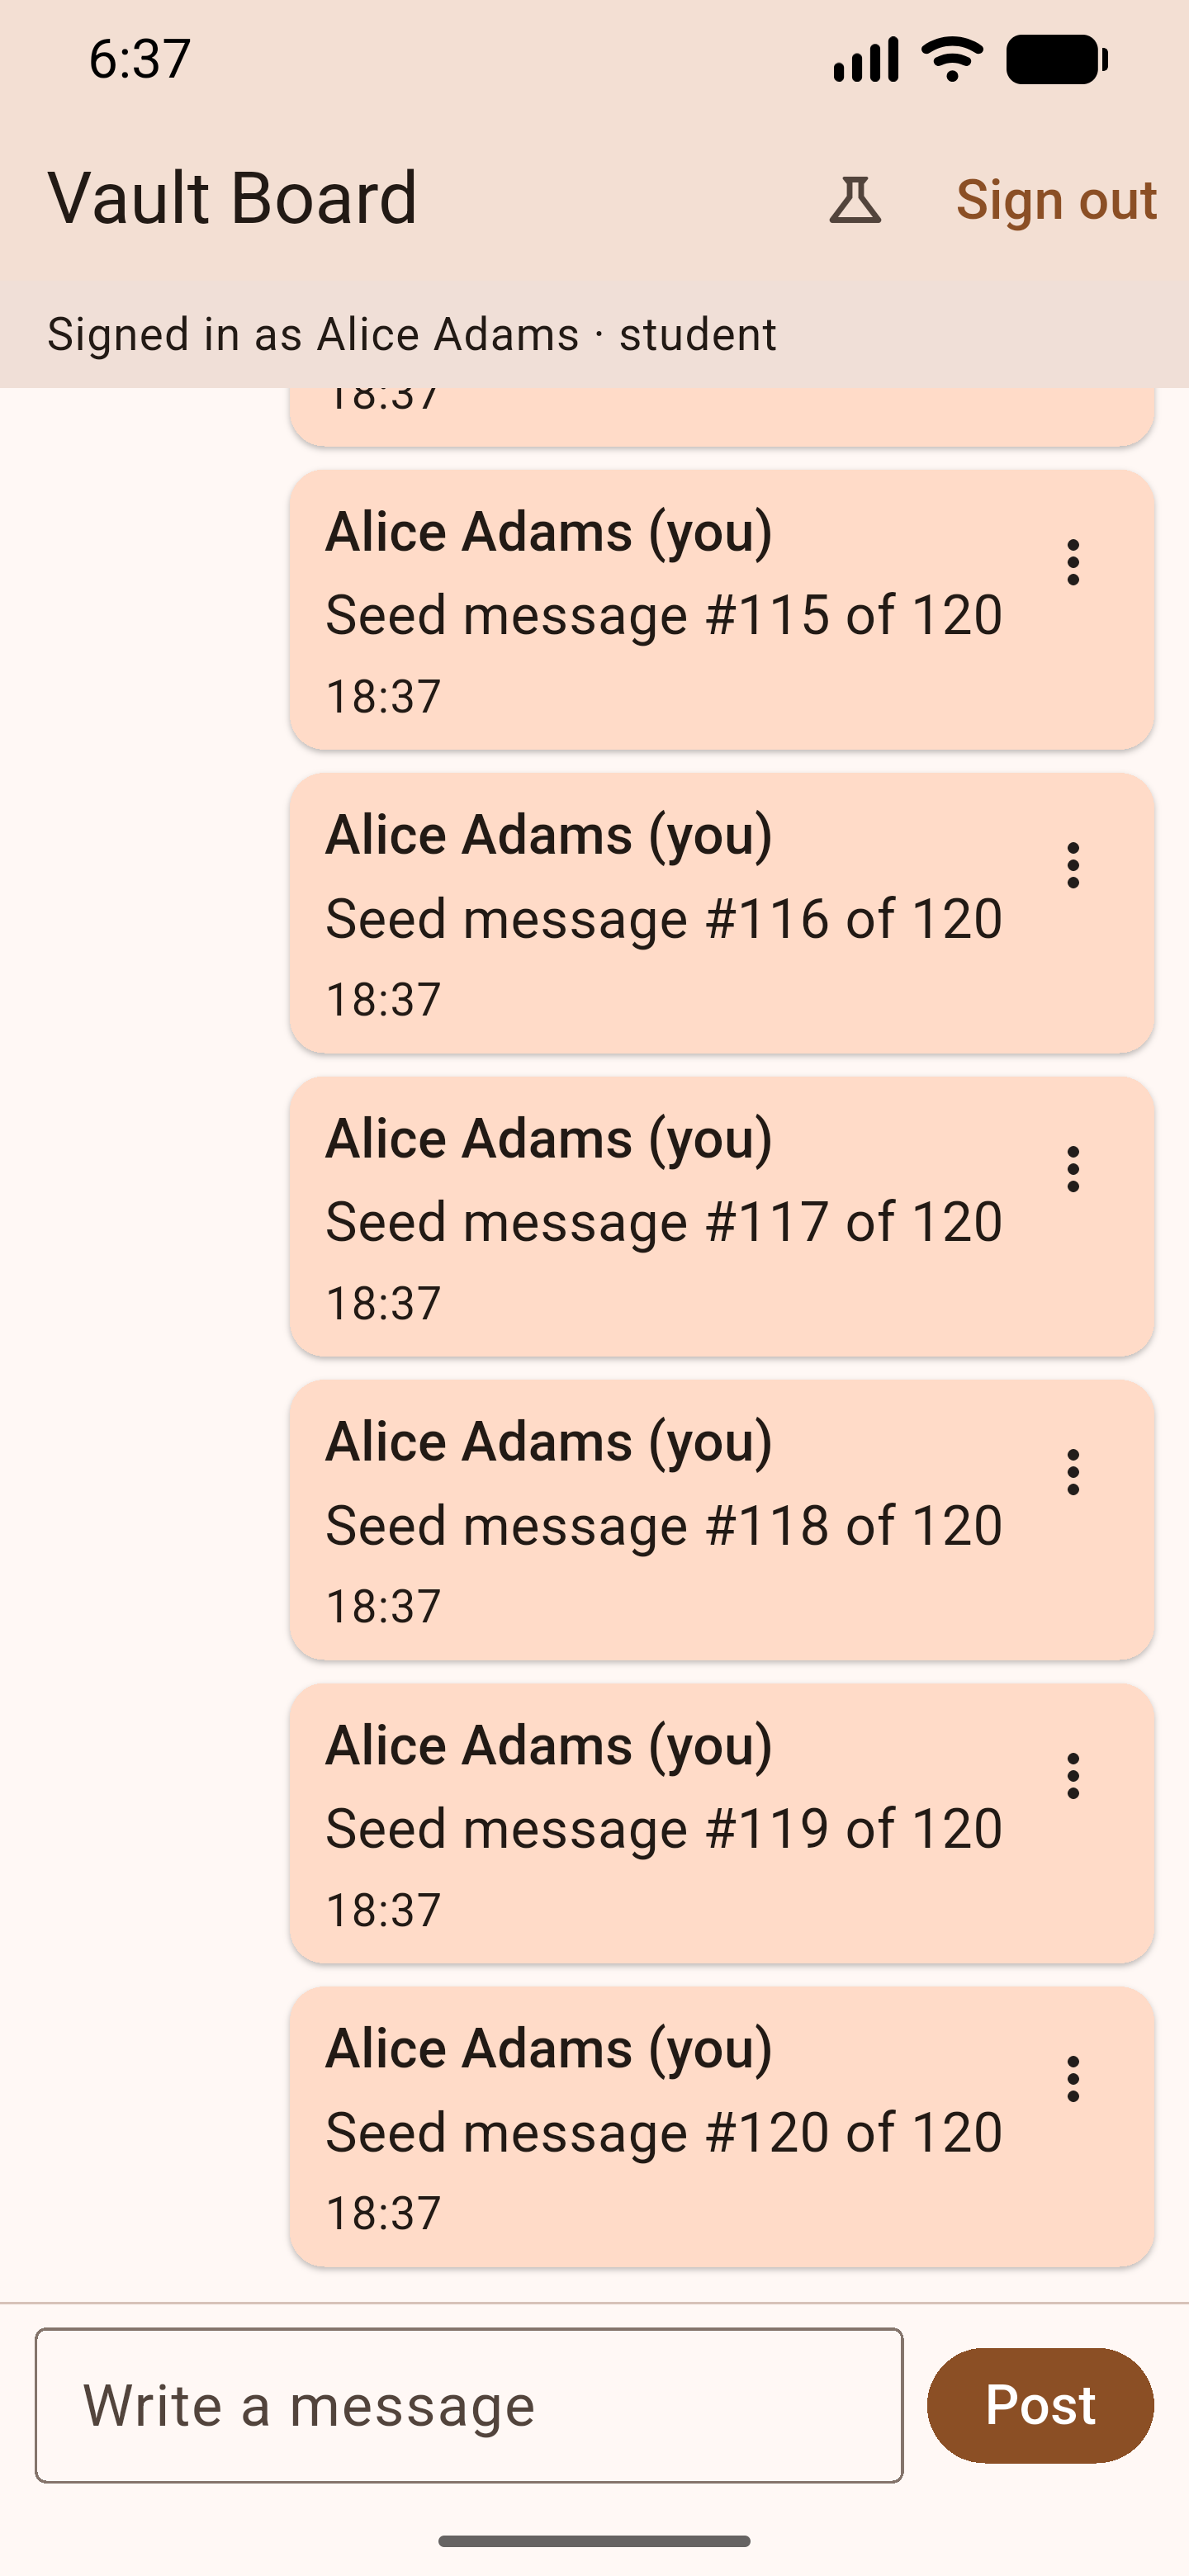 6:37
Vault Board
Sign out
Signed in as Alice Adams · student
18:37
Alice Adams (you)
Seed message #115 of 120
18:37
Alice Adams (you)
Seed message #116 of 120
18:37
Alice Adams (you)
Seed message #117 of 120
18:37
Alice Adams (you)
Seed message #118 of 120
18:37
Alice Adams (you)
Seed message #119 of 120
18:37
Alice Adams (you)
Seed message #120 of 120
18:37
Write a message
Post